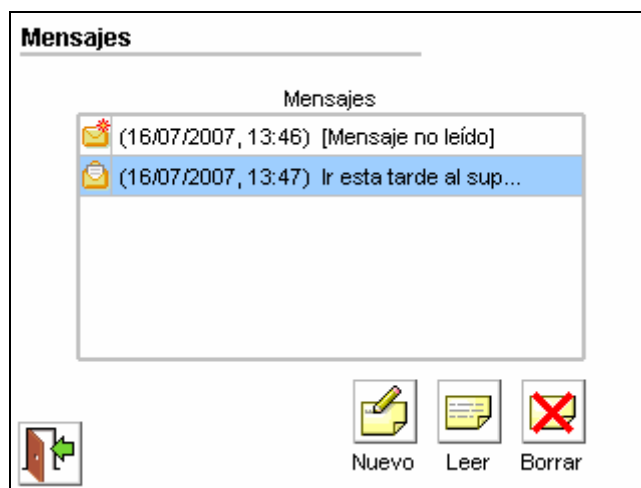 Mensajes
Mensajes
(16/07/2007, 13:46) [Mensaje no leído]
(16/07/2007, 13:47) Ir esta tarde al sup...
Nuevo Leer Borrar